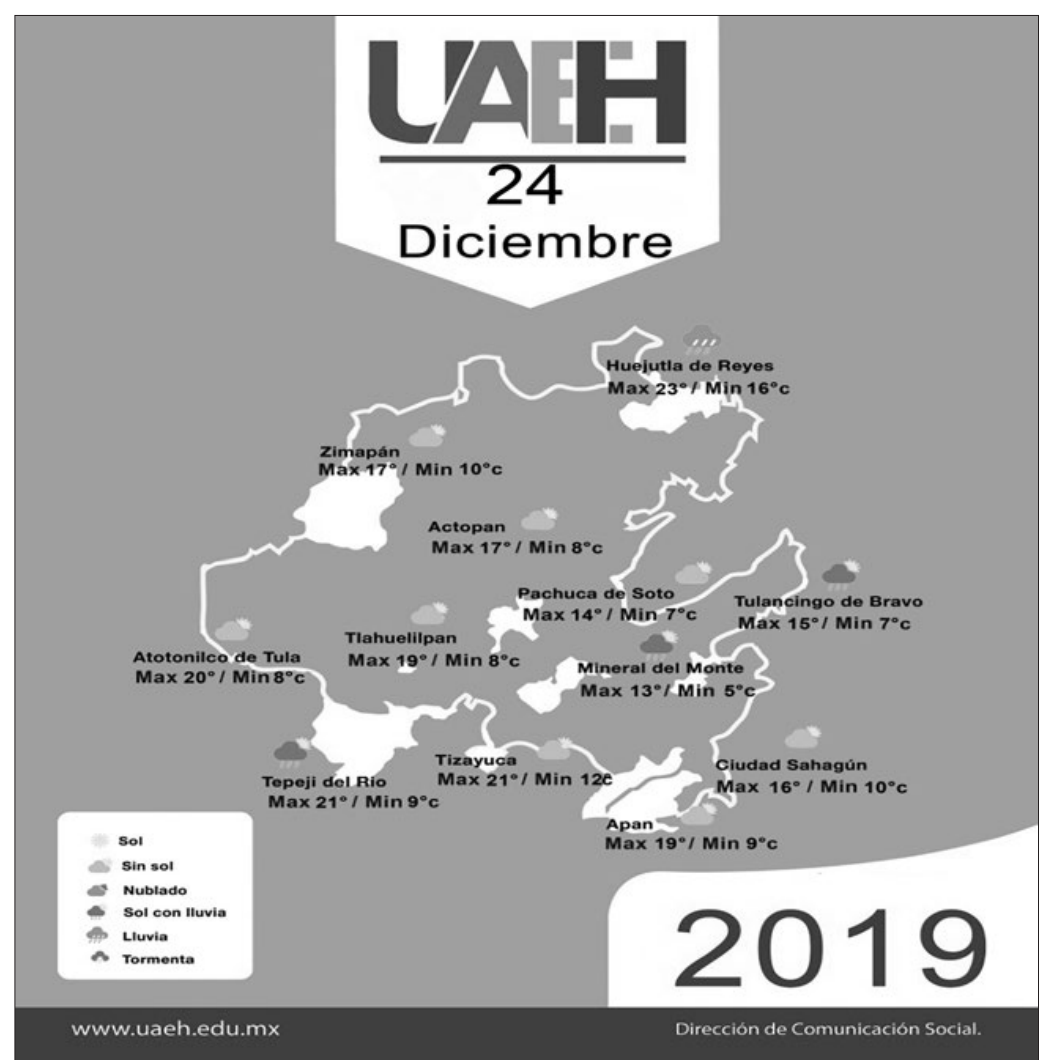 UAEH
24
Diciembre
Huejutla de Reyes
Max 23° / Min 16°c
Zimapán
Max 17° / Min 10°c
Actopan
Max 17° / Min 8°c
Pachuca de Soto
Max 14° / Min 7°c
Tulancingo de Bravo
Max 15° / Min 7°c
Tlahuelilpan
Max 19° / Min 8°c
Atotonilco de Tula
Max 20° / Min 8°c
Mineral del Monte
Max 13° / Min 5°c
Tizayuca
Max 21° / Min 12c
Ciudad Sahagún
Max 16° / Min 10°c
Tepeji del Rio
Max 21° / Min 9°c
Apan
Max 19° / Min 9°c
Sol
Sin sol
Nublado
Sol con lluvia
Lluvia
Tormenta
2019
www.uaeh.edu.mx
Dirección de Comunicación Social.